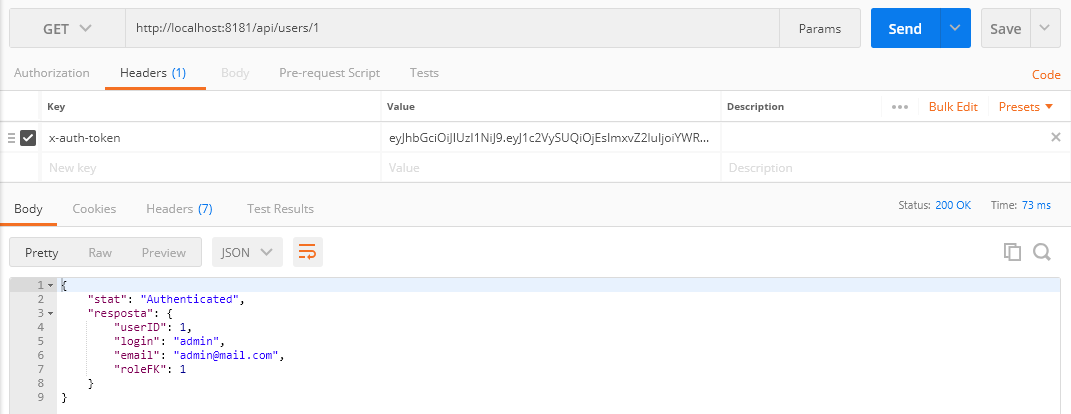 GET http://localhost:8181/api/users/1 Params Send Save
Authorization Headers (1) Body Pre-request Script Tests Code
Key Value Description ••• Bulk Edit Presets
x-auth-token eyJhbGciOiJIUzI1NiJ9.eyJ1c2VySUQiOjEsImxvZ2luIjoiYWR...
New key Value Description
Body Cookies Headers (7) Test Results Status: 200 OK Time: 73 ms
Pretty Raw Preview JSON
1 {
2 "stat": "Authenticated",
3 "resposta": {
4 "userID": 1,
5 "login": "admin",
6 "email": "admin@mail.com",
7 "roleFK": 1
8 }
9 }